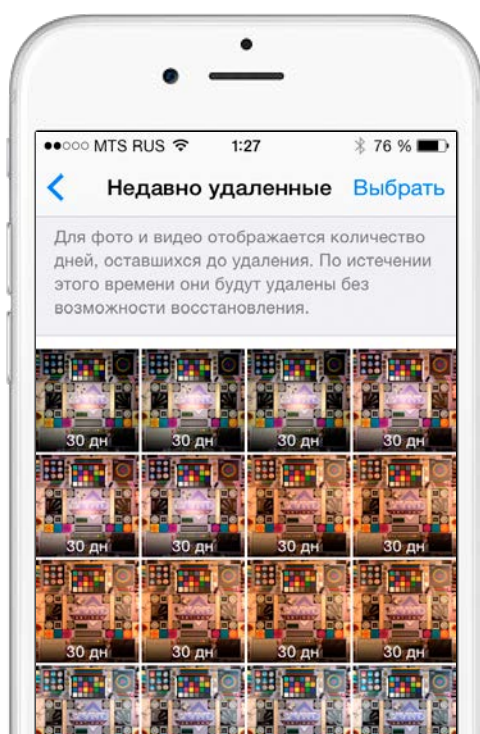 MTS RUS 1:27 76 %
Недавно удаленные Выбрать
Для фото и видео отображается количество
дней, оставшихся до удаления. По истечении
этого времени они будут удалены без
возможности восстановления.
30 дн 30 дн 30 дн 30 дн
30 дн 30 дн 30 дн 30 дн
30 дн 30 дн 30 дн 30 дн